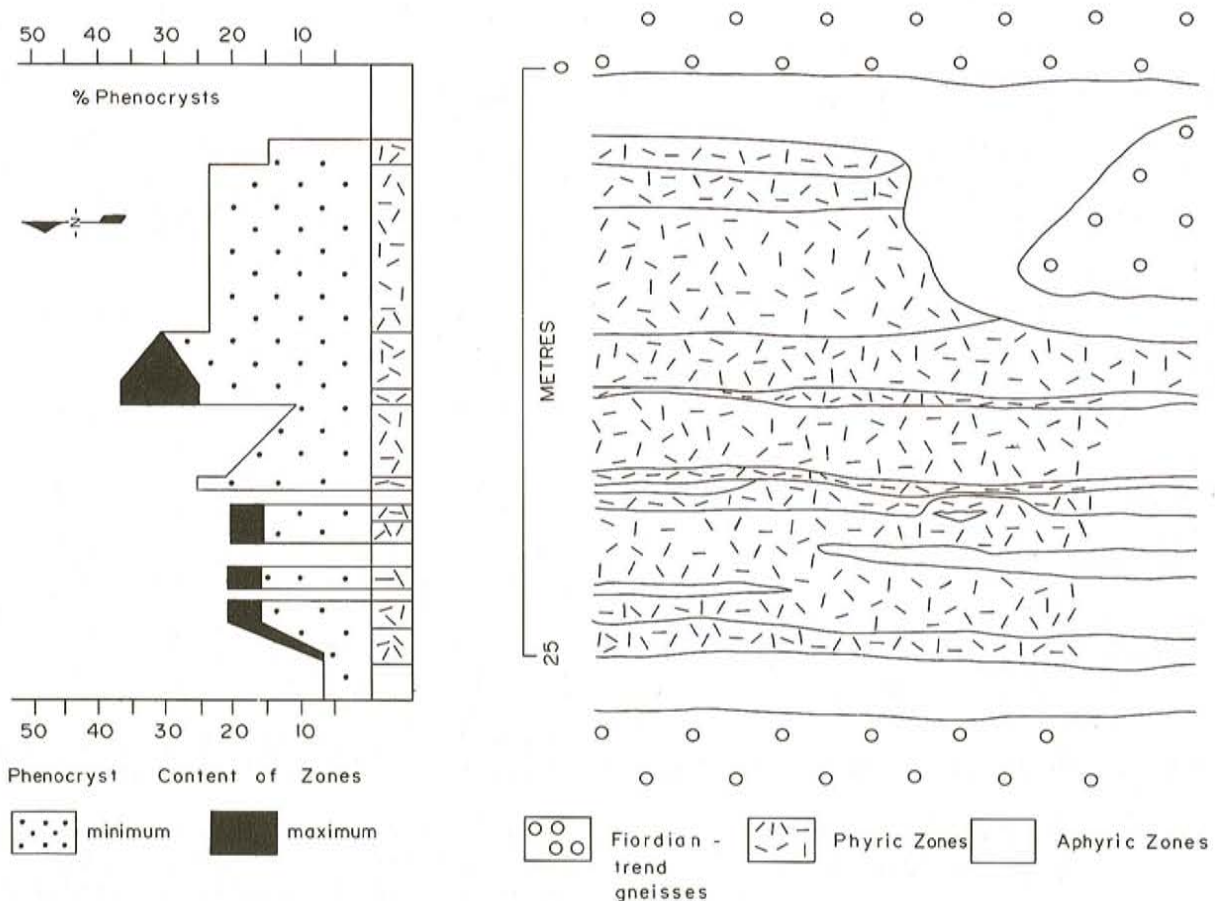 50 40 30 20 10
% Phenocrysts
N
50 40 30 20 10
Phenocryst Content of Zones
minimum
maximum
O
METRES
25
Fiordian -
trend
gneisses
Phyric Zones
Aphyric Zones